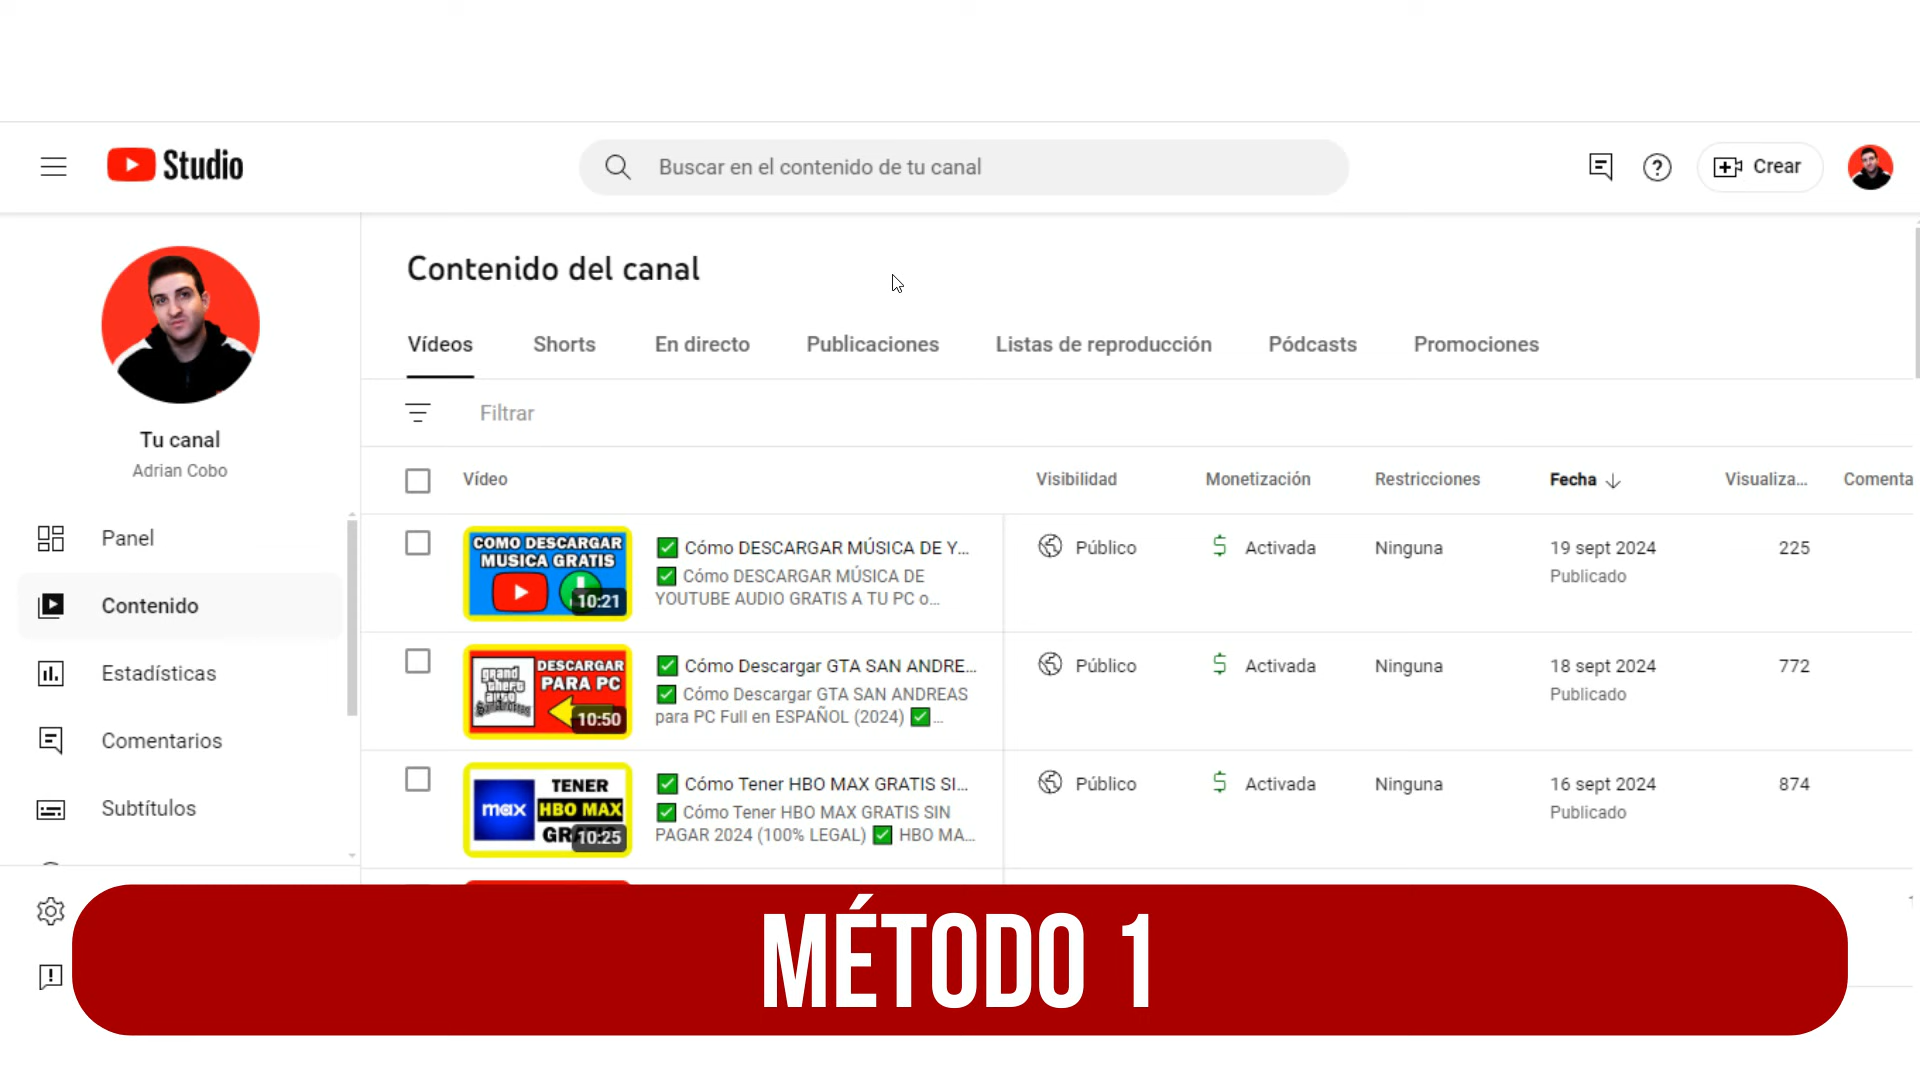 Studio
Buscar en el contenido de tu canal
Crear
Contenido del canal
Vídeos Shorts En directo Publicaciones Listas de reproducción Pódcasts Promociones
Filtrar
Tu canal
Adrian Cobo
Panel
Contenido
Estadísticas
Comentarios
Subtítulos
Vídeo Visibilidad Monetización Restricciones Fecha Visualiza... Comenta
COMO DESCARGAR
MUSICA GRATIS
10:21
✅ Cómo DESCARGAR MÚSICA DE Y...
✅ Cómo DESCARGAR MÚSICA DE
YOUTUBE AUDIO GRATIS A TU PC o...
Público Activada Ninguna 19 sept 2024 225
Publicado
grand
theft
auto
San Andreas
DESCARGAR
PARA PC
10:50
✅ Cómo Descargar GTA SAN ANDRE...
✅ Cómo Descargar GTA SAN ANDREAS
para PC Full en ESPAÑOL (2024) ✅...
Público Activada Ninguna 18 sept 2024 772
Publicado
max
TENER
HBO MAX
GRATIS
10:25
✅ Cómo Tener HBO MAX GRATIS SI...
✅ Cómo Tener HBO MAX GRATIS SIN
PAGAR 2024 (100% LEGAL) ✅ HBO MA...
Público Activada Ninguna 16 sept 2024 874
Publicado
MÉTODO 1